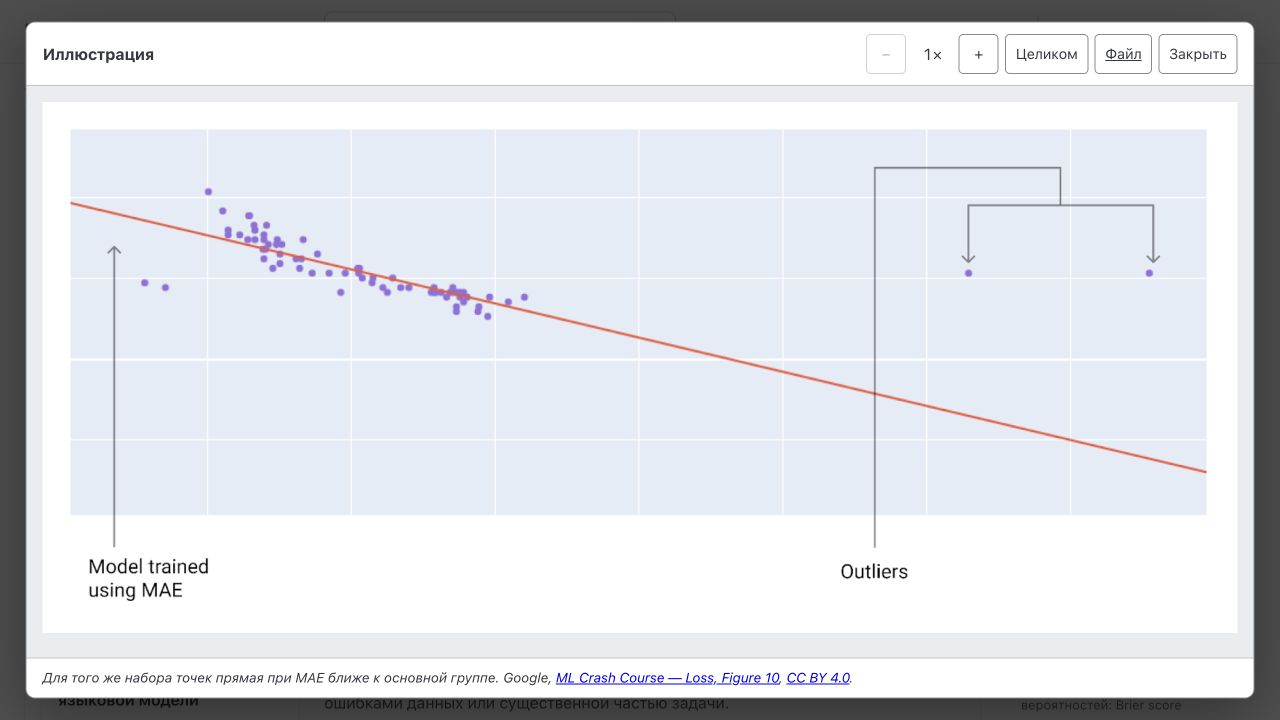 Иллюстрация
−
1×
+
Целиком
Файл
Закрыть
Model trained
using MAE
Outliers
Для того же набора точек прямая при MAE ближе к основной группе. Google, ML Crash Course — Loss, Figure 10, CC BY 4.0.
языковой модели
ошибками данных или существенной частью задачи.
вероятностей: Brier score